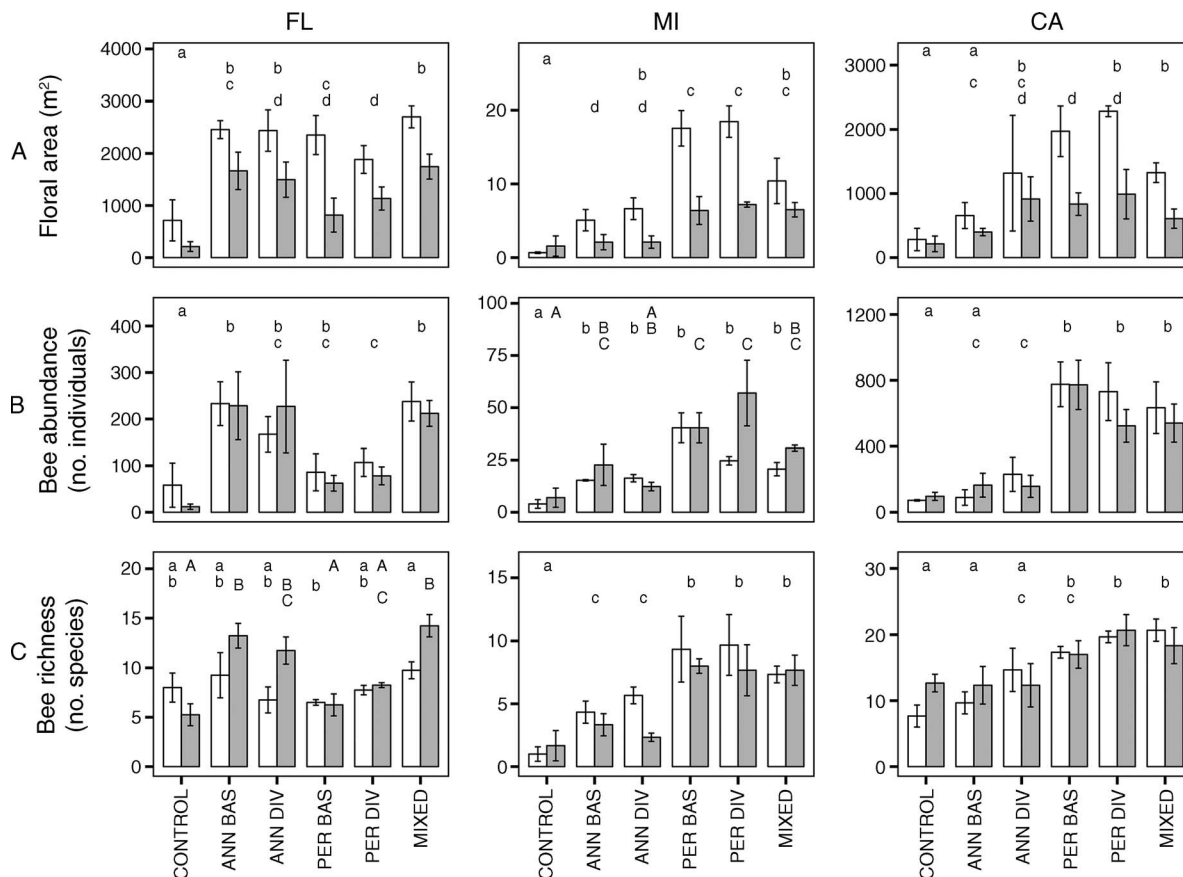 FL MI CA
A
Floral area (m²)
4000
3000
2000
1000
0
a b b c b
c d d d
20
10
0
a b b
d d c c c
3000
2000
1000
0
a a b b b
c c
d d d
B
Bee abundance
(no. individuals)
400
300
200
100
0
a b b b c b
c c
100
75
50
25
0
a A b B b A b b b B
C B C C C
1200
800
400
0
a a b b b
c c
C
Bee richness
(no. species)
20
15
10
5
0
a A a a A a A a
b b B b B b b B
C C
15
10
5
0
a b b b
c c
30
20
10
0
a a a b b b
c c
CONTROL
ANN BAS
ANN DIV
PER BAS
PER DIV
MIXED
CONTROL
ANN BAS
ANN DIV
PER BAS
PER DIV
MIXED
CONTROL
ANN BAS
ANN DIV
PER BAS
PER DIV
MIXED